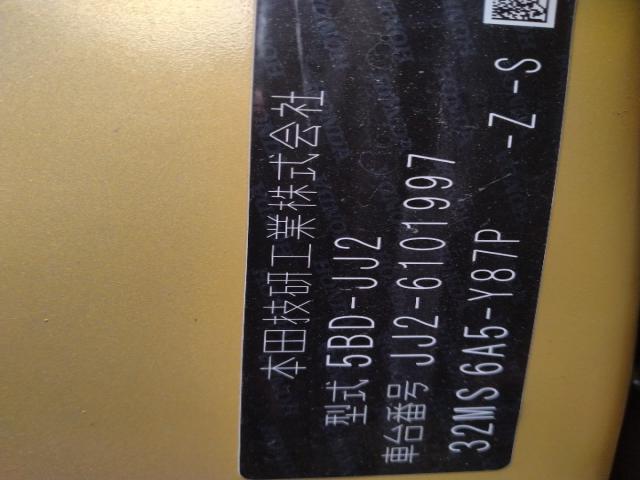 本田技研工業株式会社
型式 5BD-JJ2
車台番号 JJ2-6101997
32MS 6A5-Y87P -Z-S